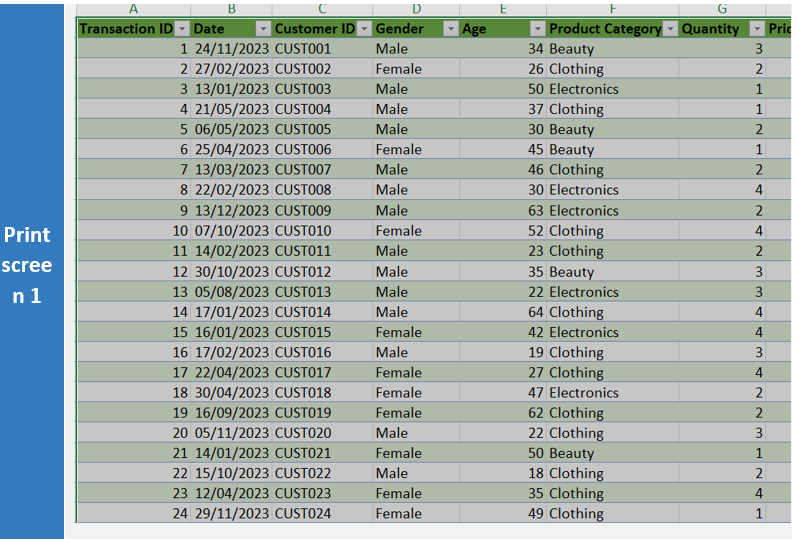 A B C D E F G
Transaction ID Date Customer ID Gender Age Product Category Quantity Pric
1 24/11/2023 CUST001 Male 34 Beauty 3
2 27/02/2023 CUST002 Female 26 Clothing 2
3 13/01/2023 CUST003 Male 50 Electronics 1
4 21/05/2023 CUST004 Male 37 Clothing 1
5 06/05/2023 CUST005 Male 30 Beauty 2
6 25/04/2023 CUST006 Female 45 Beauty 1
7 13/03/2023 CUST007 Male 46 Clothing 2
8 22/02/2023 CUST008 Male 30 Electronics 4
9 13/12/2023 CUST009 Male 63 Electronics 2
10 07/10/2023 CUST010 Female 52 Clothing 4
11 14/02/2023 CUST011 Male 23 Clothing 2
12 30/10/2023 CUST012 Male 35 Beauty 3
13 05/08/2023 CUST013 Male 22 Electronics 3
14 17/01/2023 CUST014 Male 64 Clothing 4
15 16/01/2023 CUST015 Female 42 Electronics 4
16 17/02/2023 CUST016 Male 19 Clothing 3
17 22/04/2023 CUST017 Female 27 Clothing 4
18 30/04/2023 CUST018 Female 47 Electronics 2
19 16/09/2023 CUST019 Female 62 Clothing 2
20 05/11/2023 CUST020 Male 22 Clothing 3
21 14/01/2023 CUST021 Female 50 Beauty 1
22 15/10/2023 CUST022 Male 18 Clothing 2
23 12/04/2023 CUST023 Female 35 Clothing 4
24 29/11/2023 CUST024 Female 49 Clothing 1
Print
scree
n 1